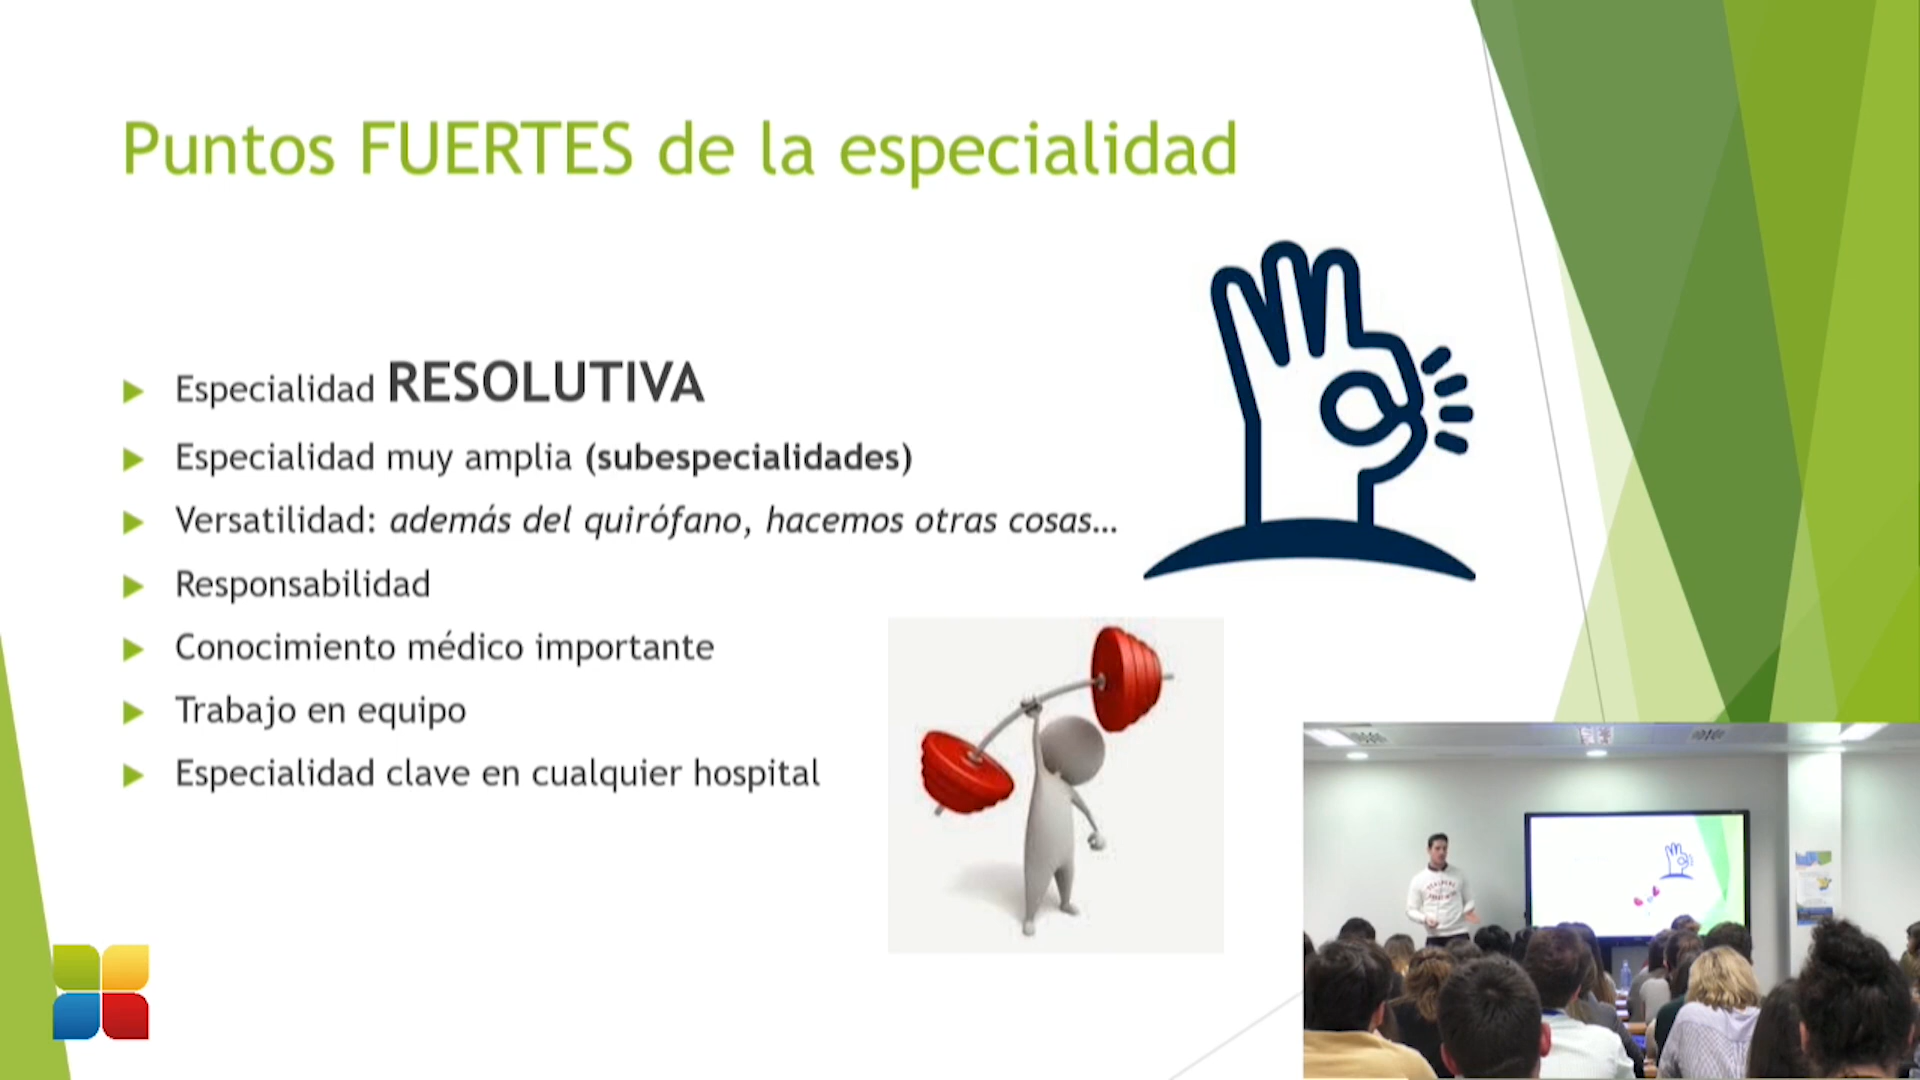 Puntos FUERTES de la especialidad
Especialidad RESOLUTIVA
Especialidad muy amplia (subespecialidades)
Versatilidad: además del quirófano, hacemos otras cosas…
Responsabilidad
Conocimiento médico importante
Trabajo en equipo
Especialidad clave en cualquier hospital